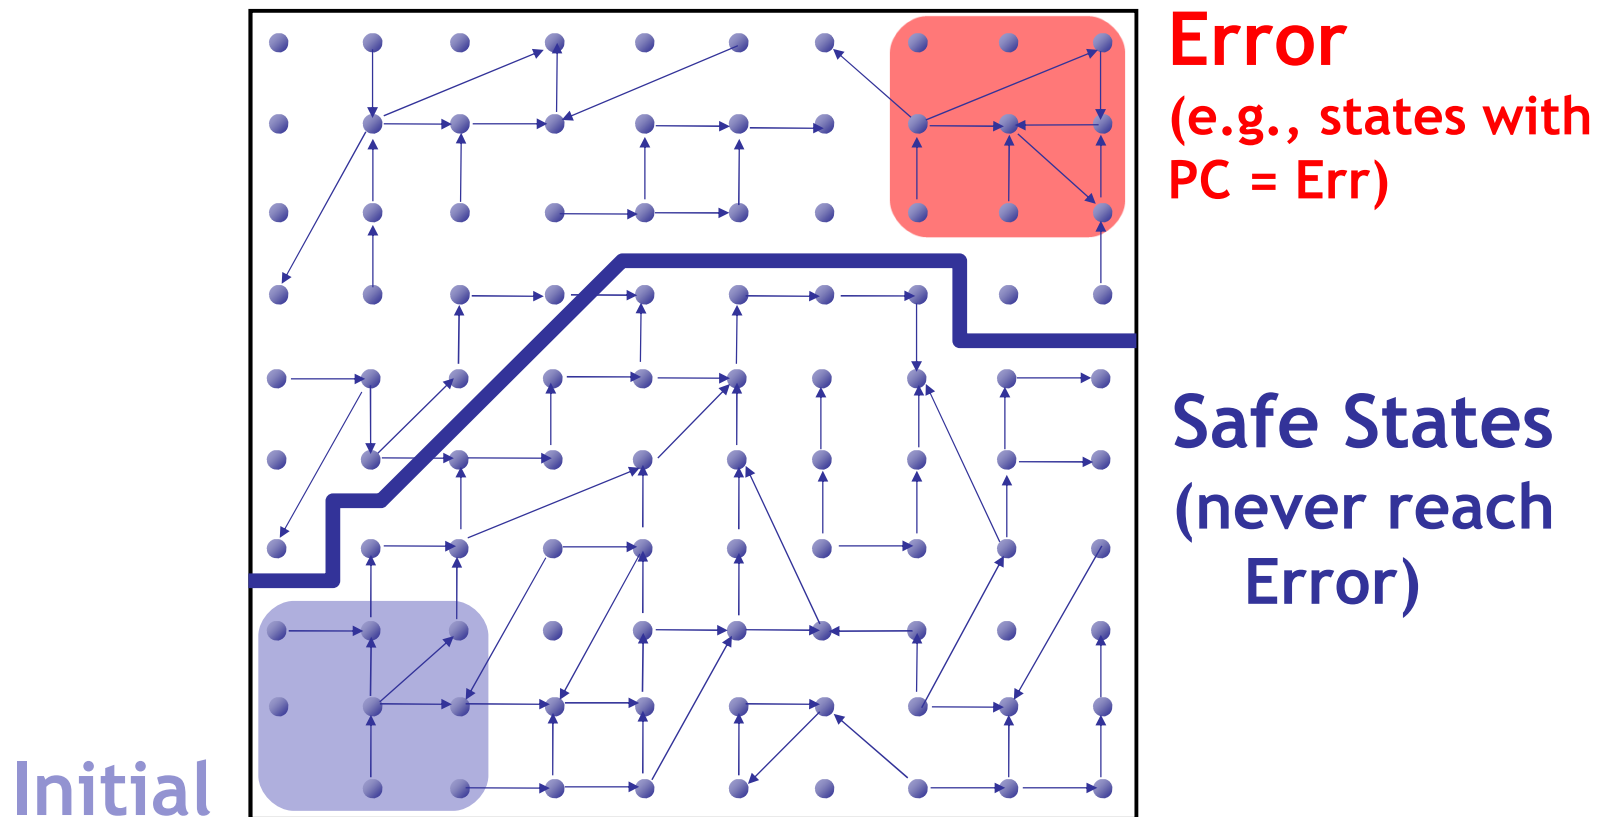 Error
(e.g., states with
PC = Err)
Safe States
(never reach
Error)
Initial